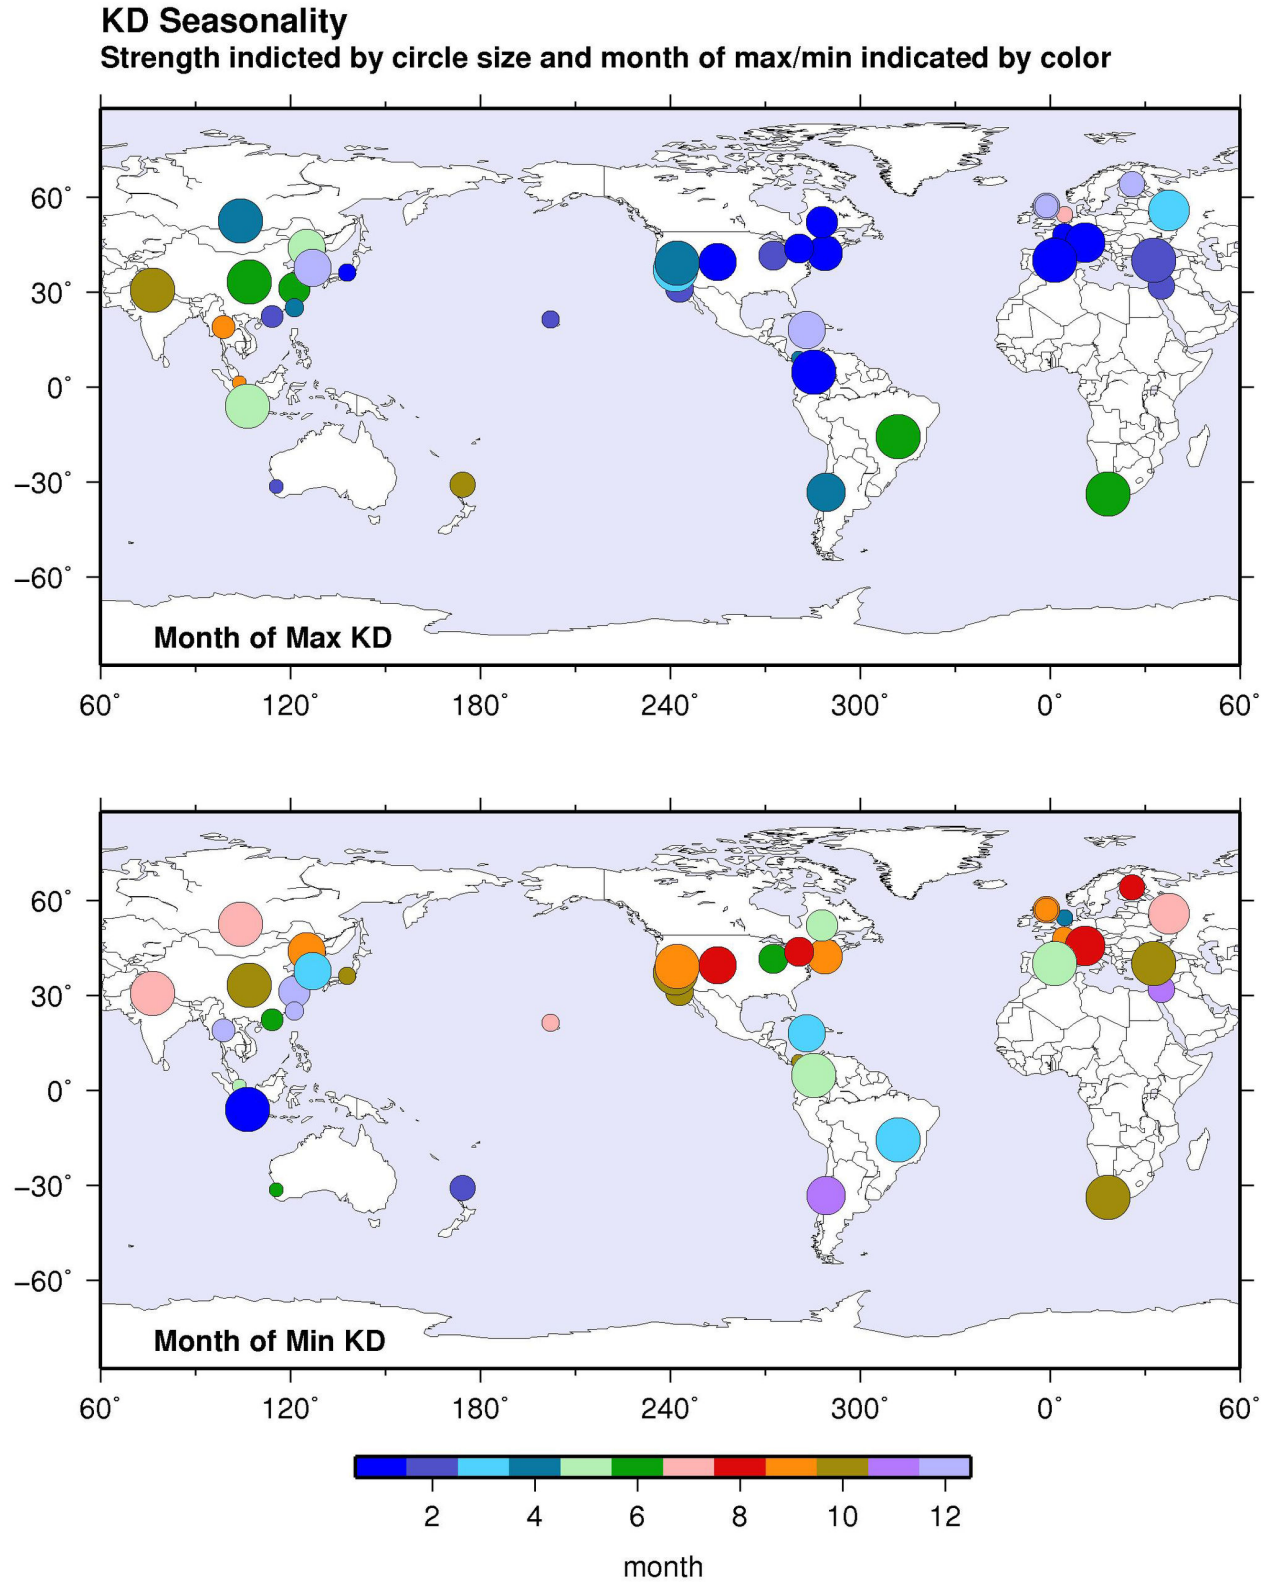 KD Seasonality
Strength indicted by circle size and month of max/min indicated by color
60°
30°
0°
−30°
−60°
Month of Max KD
60° 120° 180° 240° 300° 0° 60°
60°
30°
0°
−30°
−60°
Month of Min KD
60° 120° 180° 240° 300° 0° 60°
2 4 6 8 10 12
month